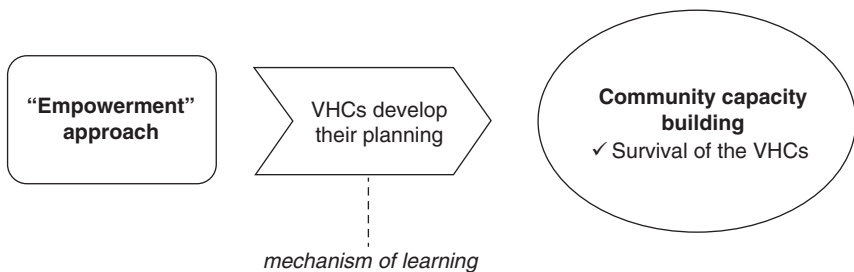 “Empowerment”
approach
VHCs develop
their planning
mechanism of learning
Community capacity
building
✓ Survival of the VHCs